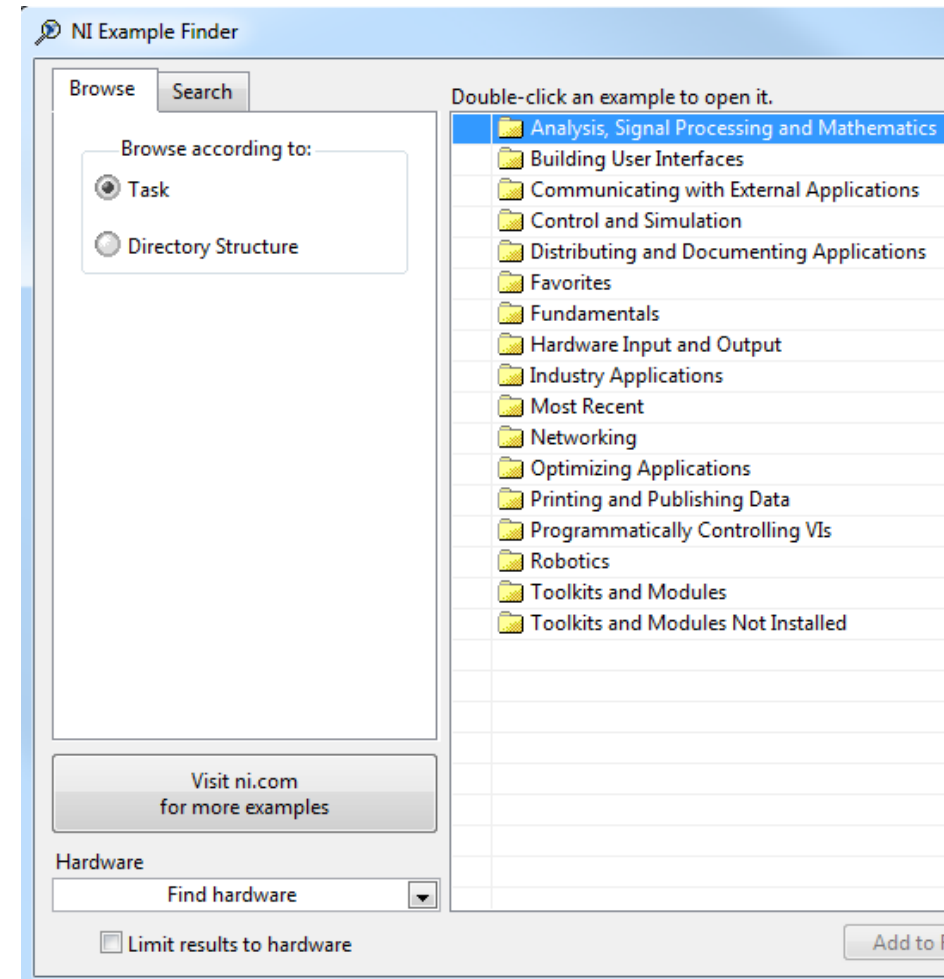 NI Example Finder
Browse
Search
Browse according to:
Task
Directory Structure
Visit ni.com
for more examples
Hardware
Find hardware
Limit results to hardware
Double-click an example to open it.
Analysis, Signal Processing and Mathematics
Building User Interfaces
Communicating with External Applications
Control and Simulation
Distributing and Documenting Applications
Favorites
Fundamentals
Hardware Input and Output
Industry Applications
Most Recent
Networking
Optimizing Applications
Printing and Publishing Data
Programmatically Controlling VIs
Robotics
Toolkits and Modules
Toolkits and Modules Not Installed
Add to